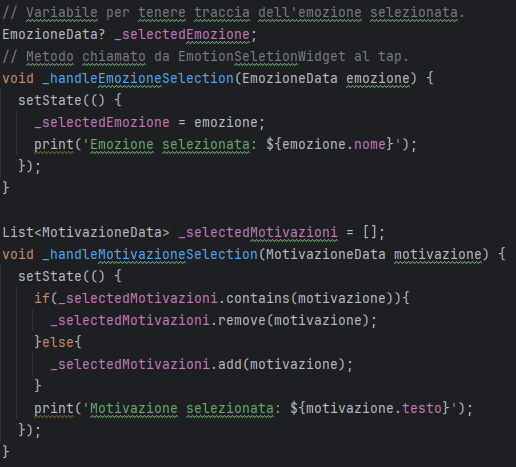 // Variabile per tenere traccia dell'emozione selezionata.
EmozioneData? _selectedEmozione;
// Metodo chiamato da EmotionSeletionWidget al tap.
void _handleEmozioneSelection(EmozioneData emozione) {
  setState(() {
    _selectedEmozione = emozione;
    print('Emozione selezionata: ${emozione.nome}');
  });
}

List<MotivazioneData> _selectedMotivazioni = [];
void _handleMotivazioneSelection(MotivazioneData motivazione) {
  setState(() {
    if(_selectedMotivazioni.contains(motivazione)){
      _selectedMotivazioni.remove(motivazione);
    }else{
      _selectedMotivazioni.add(motivazione);
    }
    print('Motivazione selezionata: ${motivazione.testo}');
  });
}